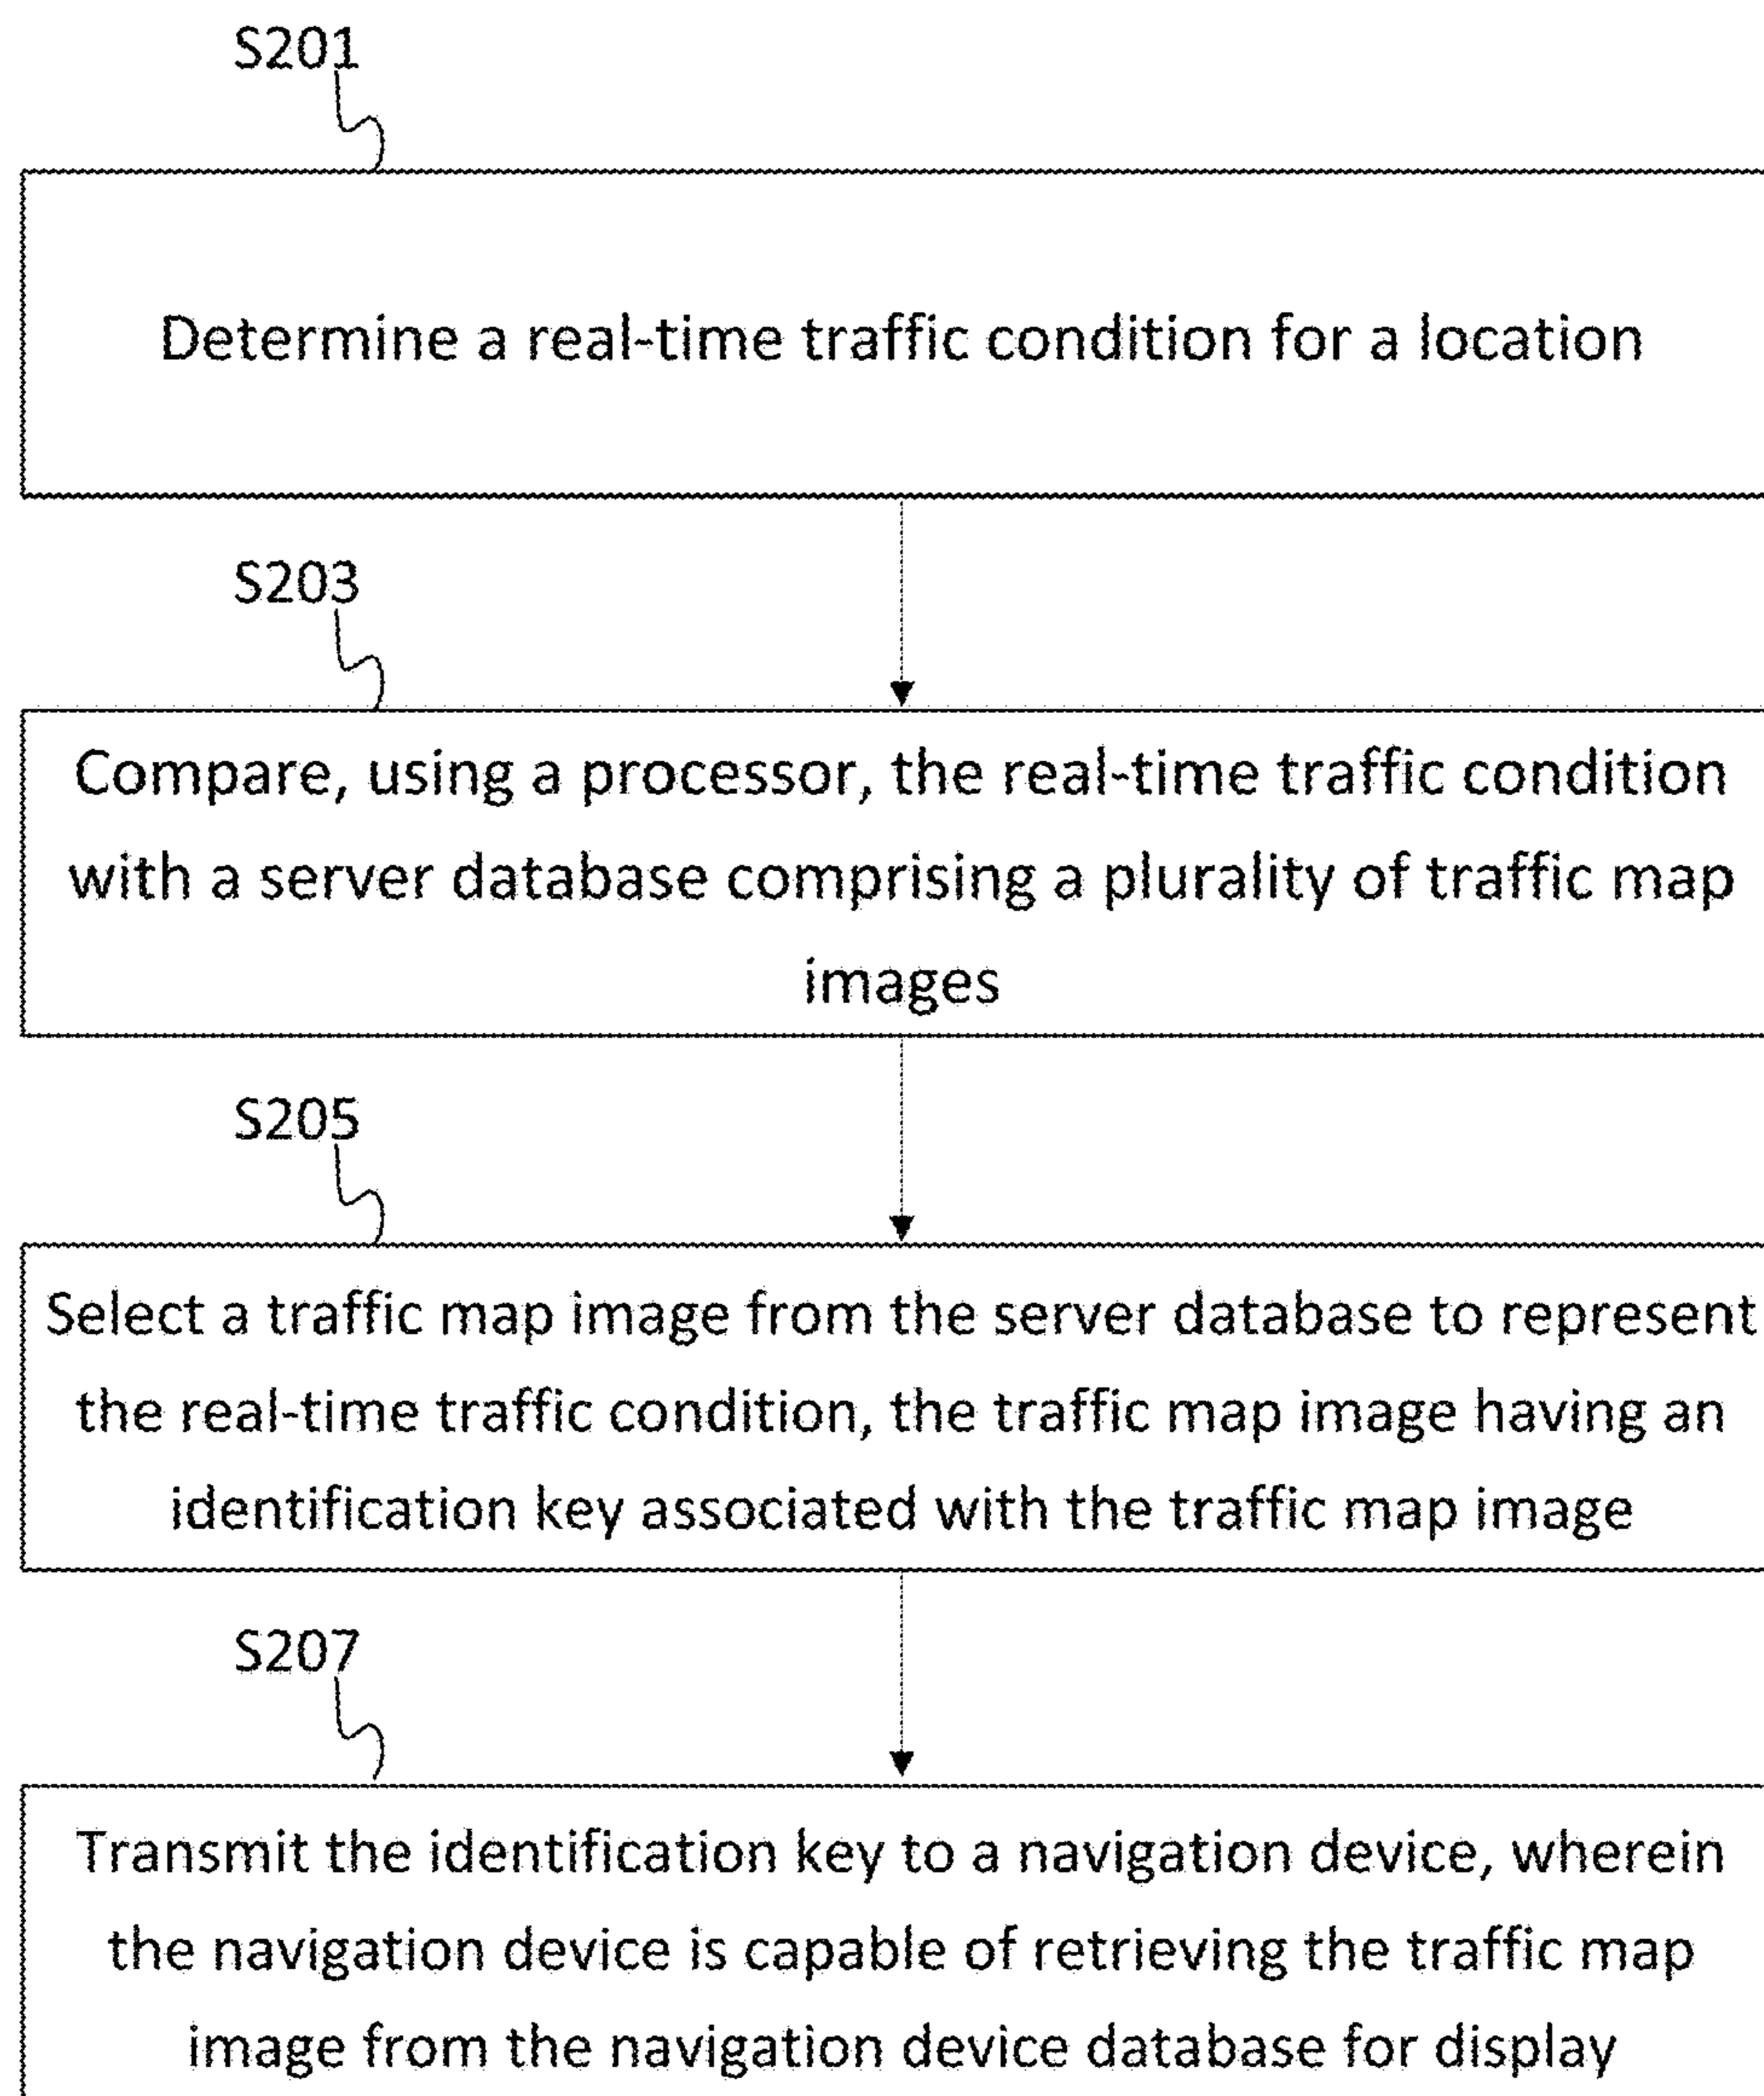 S201
Determine a real-time traffic condition for a location
S203
Compare, using a processor, the real-time traffic condition
with a server database comprising a plurality of traffic map
images
S205
Select a traffic map image from the server database to represent
the real-time traffic condition, the traffic map image having an
identification key associated with the traffic map image
S207
Transmit the identification key to a navigation device, wherein
the navigation device is capable of retrieving the traffic map
image from the navigation device database for display